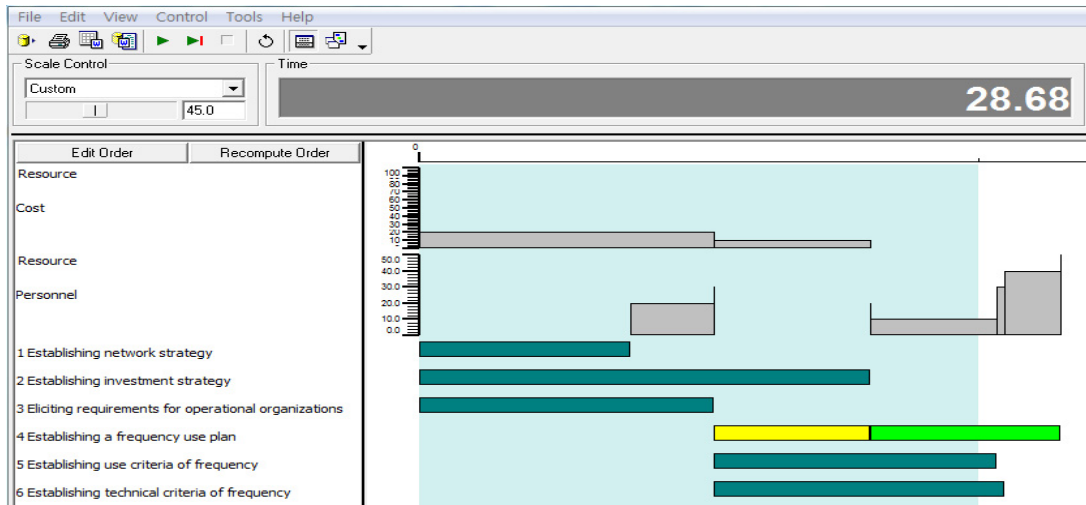 File Edit View Control Tools Help
Scale Control
Time
Custom
45.0
28.68
Edit Order Recompute Order
0
Resource
100
80
70
60
50
40
30
20
10
Cost
Resource
50.0
40.0
30.0
20.0
10.0
0.0
Personnel
1 Establishing network strategy
2 Establishing investment strategy
3 Eliciting requirements for operational organizations
4 Establishing a frequency use plan
5 Establishing use criteria of frequency
6 Establishing technical criteria of frequency